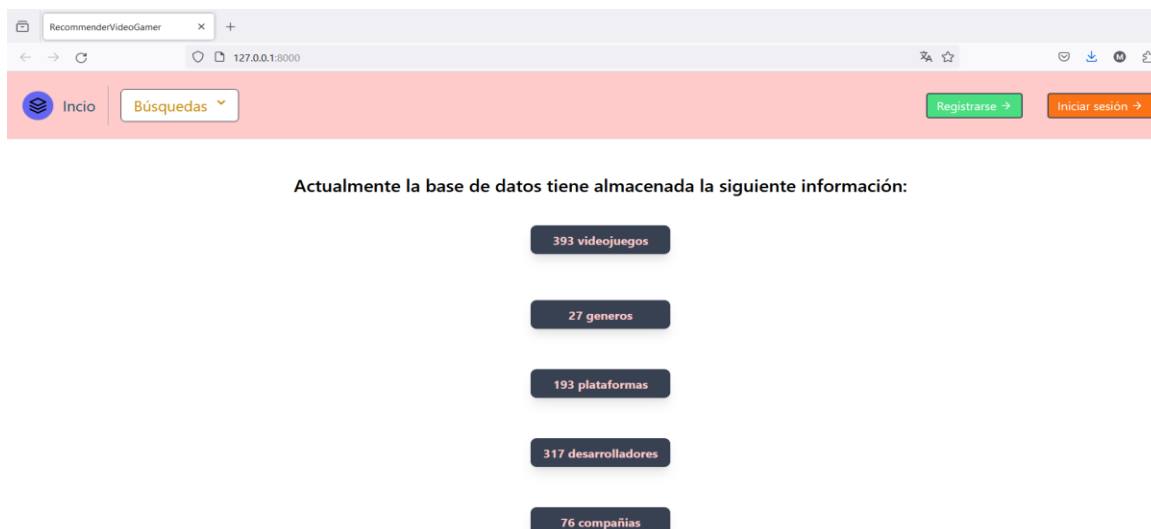 RecommenderVideoGamer
127.0.0.1:8000
Incio
Búsquedas
Registrarse →
Iniciar sesión →
Actualmente la base de datos tiene almacenada la siguiente información:
393 videojuegos
27 generos
193 plataformas
317 desarrolladores
76 compañias